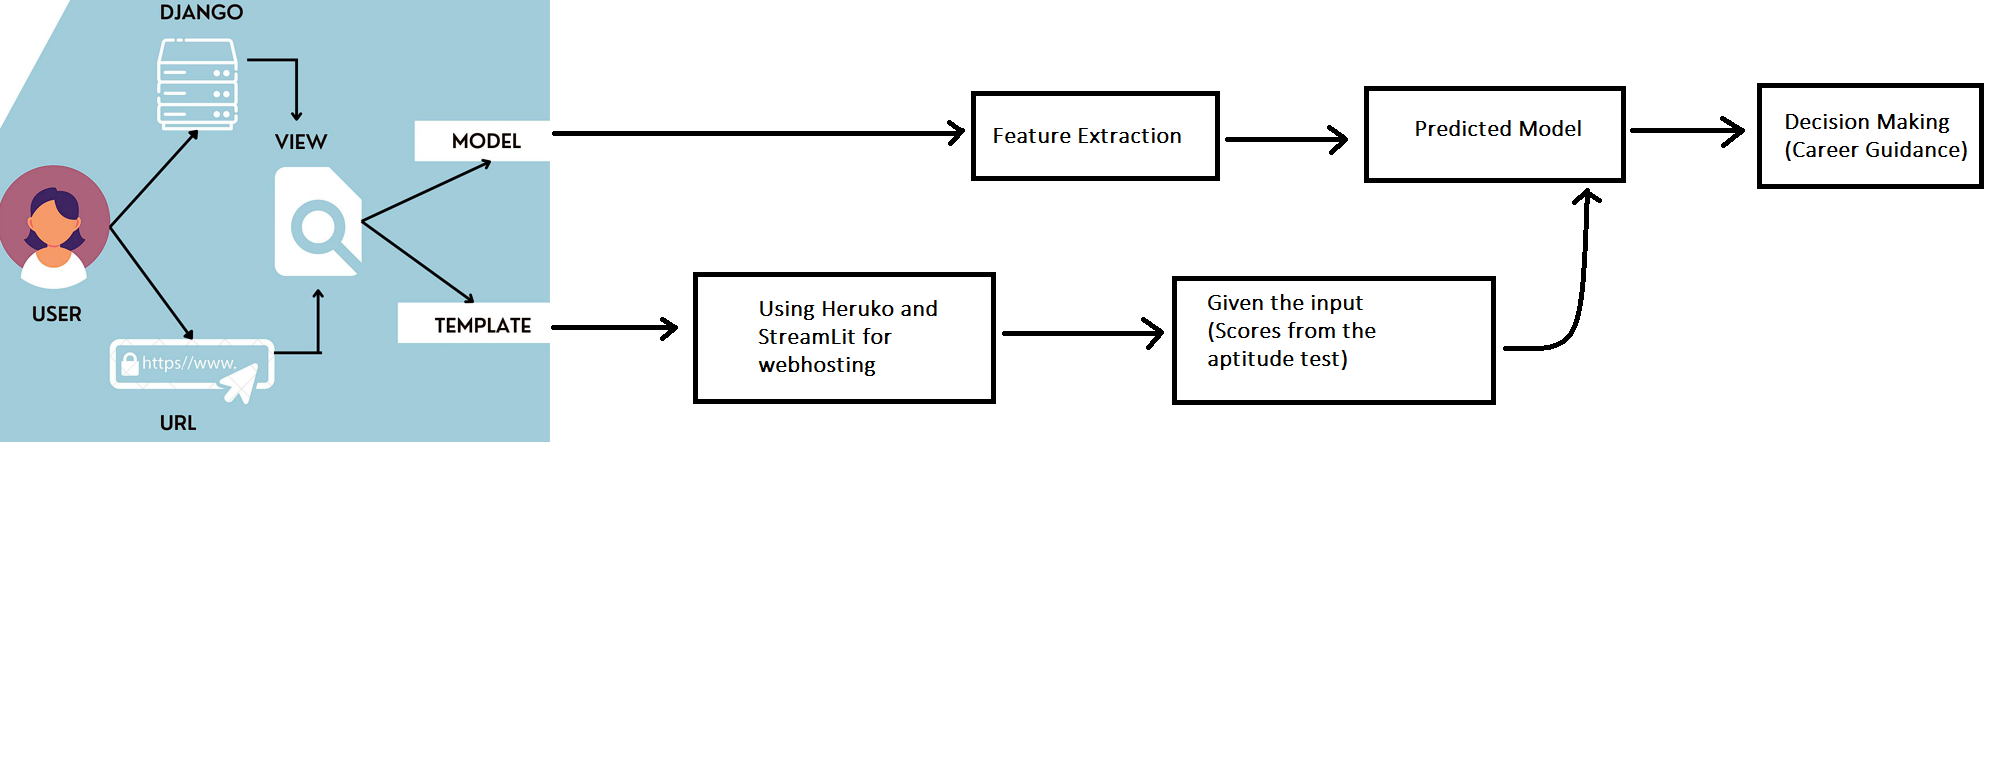 DJANGO
VIEW
MODEL
USER
TEMPLATE
https//www.
URL
Feature Extraction
Predicted Model
Decision Making
(Career Guidance)
Using Heruko and
StreamLit for
webhosting
Given the input
(Scores from the
aptitude test)